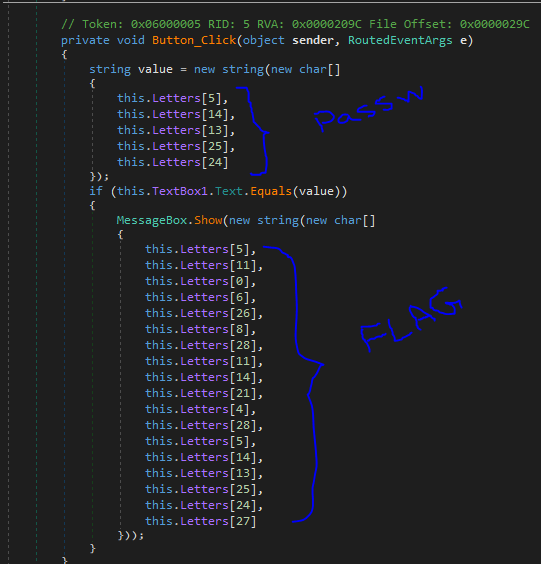 // Token: 0x06000005 RID: 5 RVA: 0x0000209C File Offset: 0x0000029C
private void Button_Click(object sender, RoutedEventArgs e)
{
string value = new string(new char[]
{
this.Letters[5],
this.Letters[14],
this.Letters[13],
this.Letters[25],
this.Letters[24]
});
if (this.TextBox1.Text.Equals(value))
{
MessageBox.Show(new string(new char[]
{
this.Letters[5],
this.Letters[11],
this.Letters[0],
this.Letters[6],
this.Letters[26],
this.Letters[8],
this.Letters[28],
this.Letters[11],
this.Letters[14],
this.Letters[21],
this.Letters[4],
this.Letters[28],
this.Letters[5],
this.Letters[14],
this.Letters[13],
this.Letters[25],
this.Letters[24],
this.Letters[27]
}));
}
}
FLAG